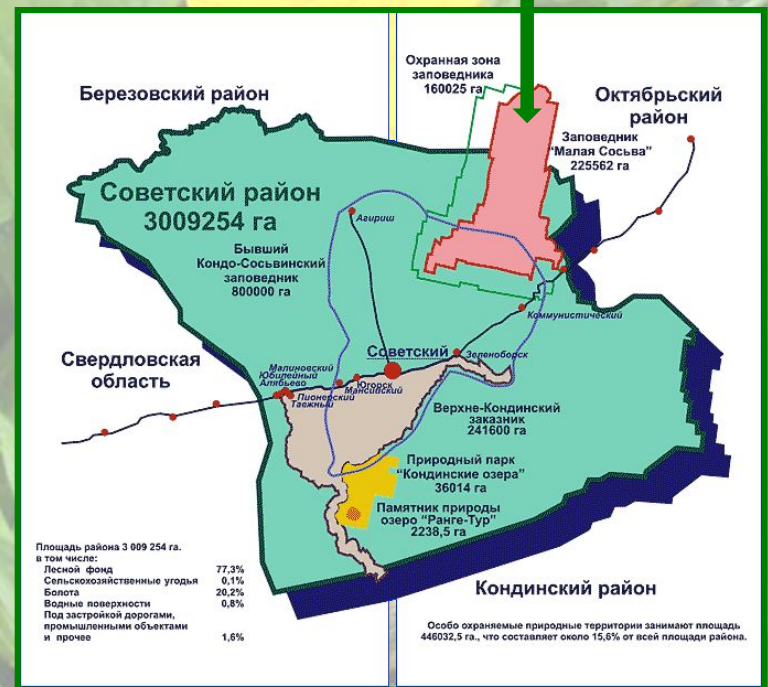 Охранная зона
заповедника
160025 га
Березовский район
Октябрьский
район
Заповедник
"Малая Сосьва"
225562 га
Советский район
3009254 га
Агириш
Бывший
Кондо-Сосьвинский
заповедник
800000 га
Коммунистический
Советский
Зеленоборск
Свердловская
область
Малиновский
Юбилейный
Алябьево
Югорск
Мансийский
Пионерский
Таежный
Верхне-Кондинский
заказник
241600 га
Природный парк
"Кондинские озера"
36014 га
Памятник природы
озеро "Ранге-Тур"
2238,5 га
Площадь района 3 009 254 га.
в том числе:
Лесной фонд 77,3%
Сельскохозяйственные угодья 0,1%
Болота 20,2%
Водные поверхности 0,8%
Под застройкой дорогами,
промышленными объектами
и прочее 1,6%
Кондинский район
Особо охраняемые природные территории занимают площадь
446032,5 га., что составляет около 15,6% от всей площади района.